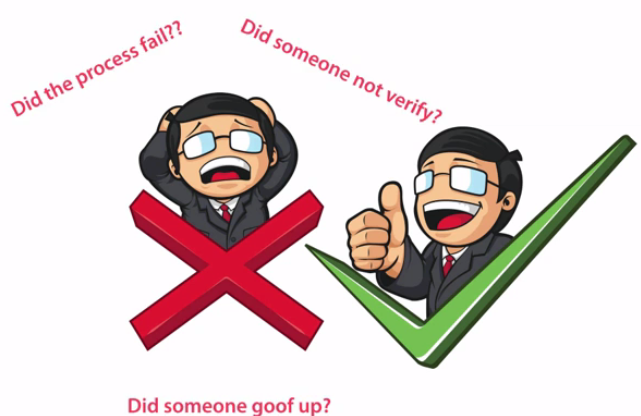 Did the process fail??
Did someone not verify?
Did someone goof up?